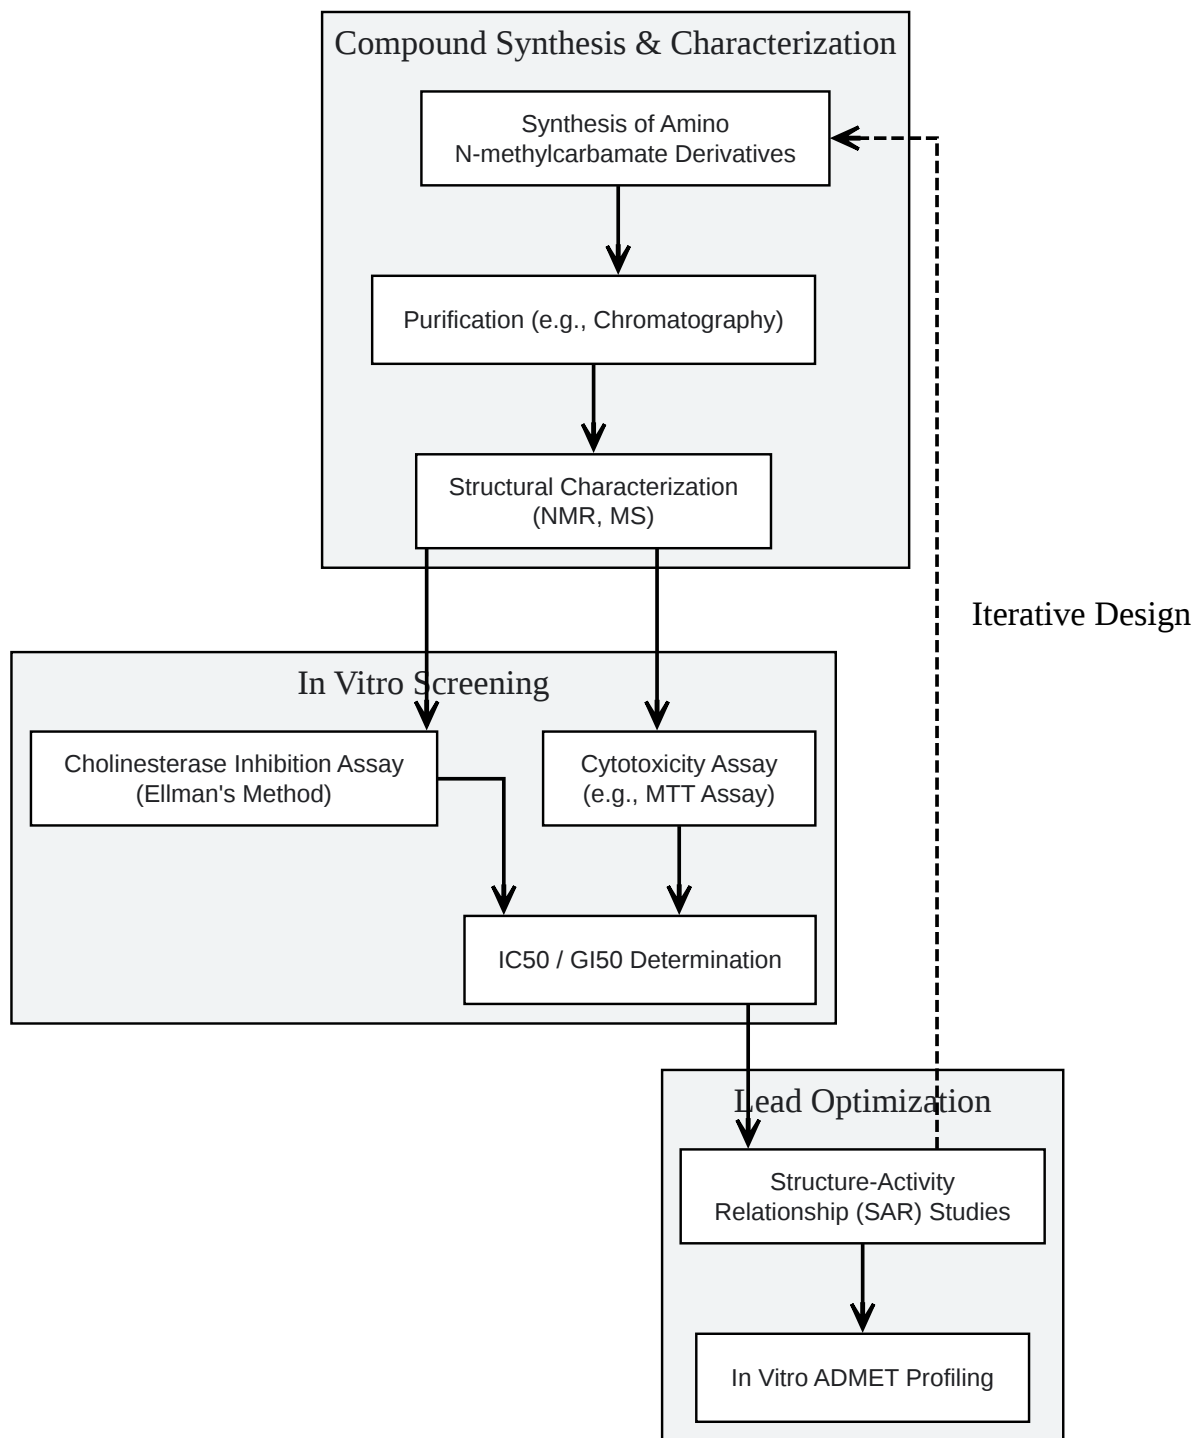 Compound Synthesis & Characterization
Synthesis of Amino
N-methylcarbamate Derivatives
Purification (e.g., Chromatography)
Structural Characterization
(NMR, MS)
Iterative Design
In Vitro Screening
Cholinesterase Inhibition Assay
(Ellman's Method)
Cytotoxicity Assay
(e.g., MTT Assay)
IC50 / GI50 Determination
Lead Optimization
Structure-Activity
Relationship (SAR) Studies
In Vitro ADMET Profiling